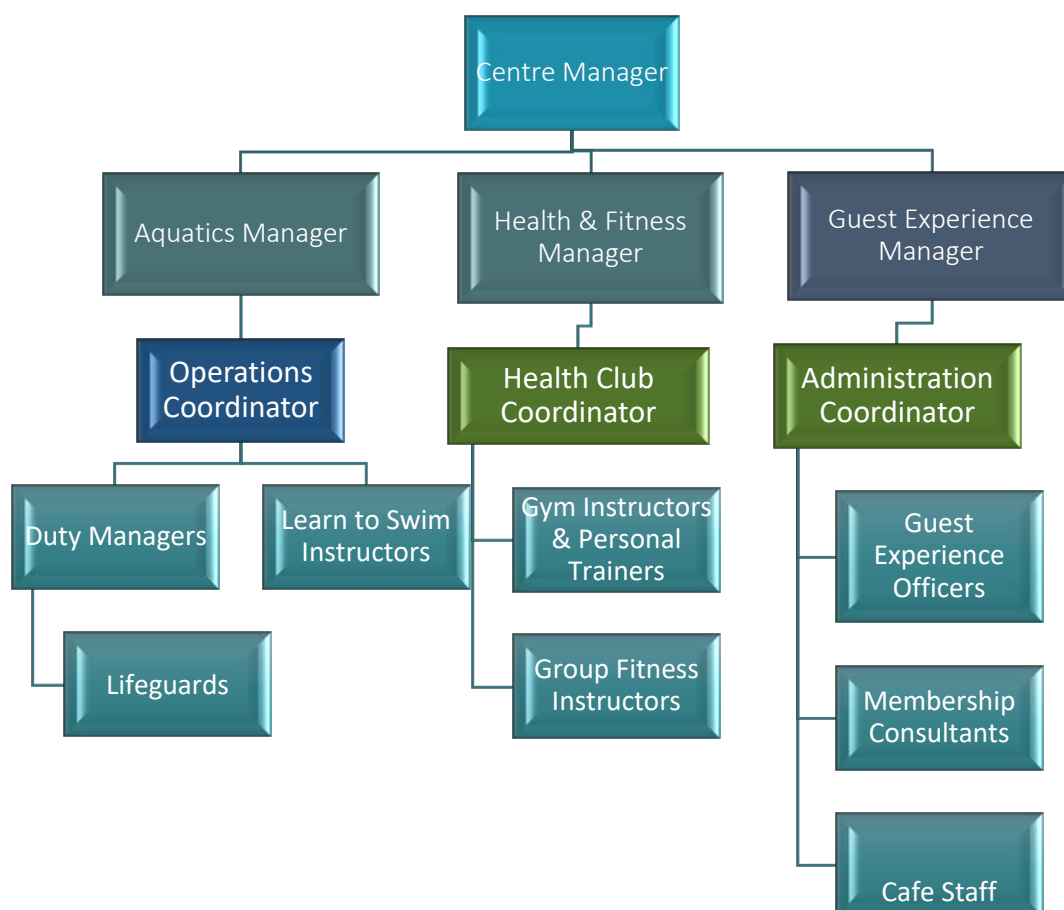 Centre Manager
Aquatics Manager
Health & Fitness
Manager
Guest Experience
Manager
Operations
Coordinator
Health Club
Coordinator
Administration
Coordinator
Duty Managers
Learn to Swim
Instructors
Gym Instructors
& Personal
Trainers
Guest
Experience
Officers
Lifeguards
Group Fitness
Instructors
Membership
Consultants
Cafe Staff